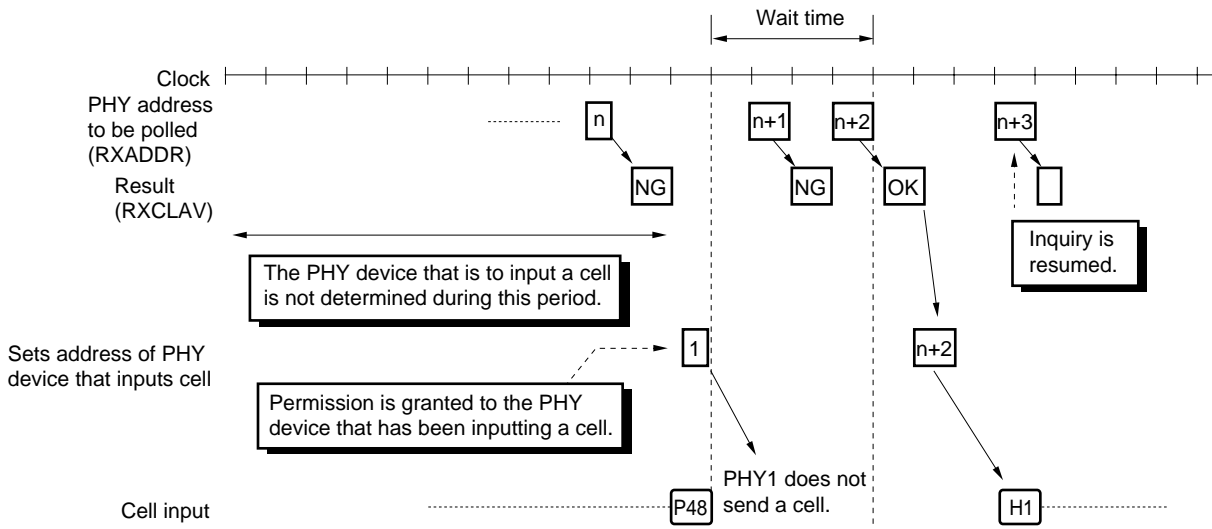 Wait time
Clock
PHY address
to be polled
(RXADDR)
n
n+1
n+2
n+3
Result
(RXCLAV)
NG
NG
OK
Inquiry is
resumed.
The PHY device that is to input a cell
is not determined during this period.
Sets address of PHY
device that inputs cell
1
n+2
Permission is granted to the PHY
device that has been inputting a cell.
PHY1 does not
send a cell.
Cell input
P48
H1